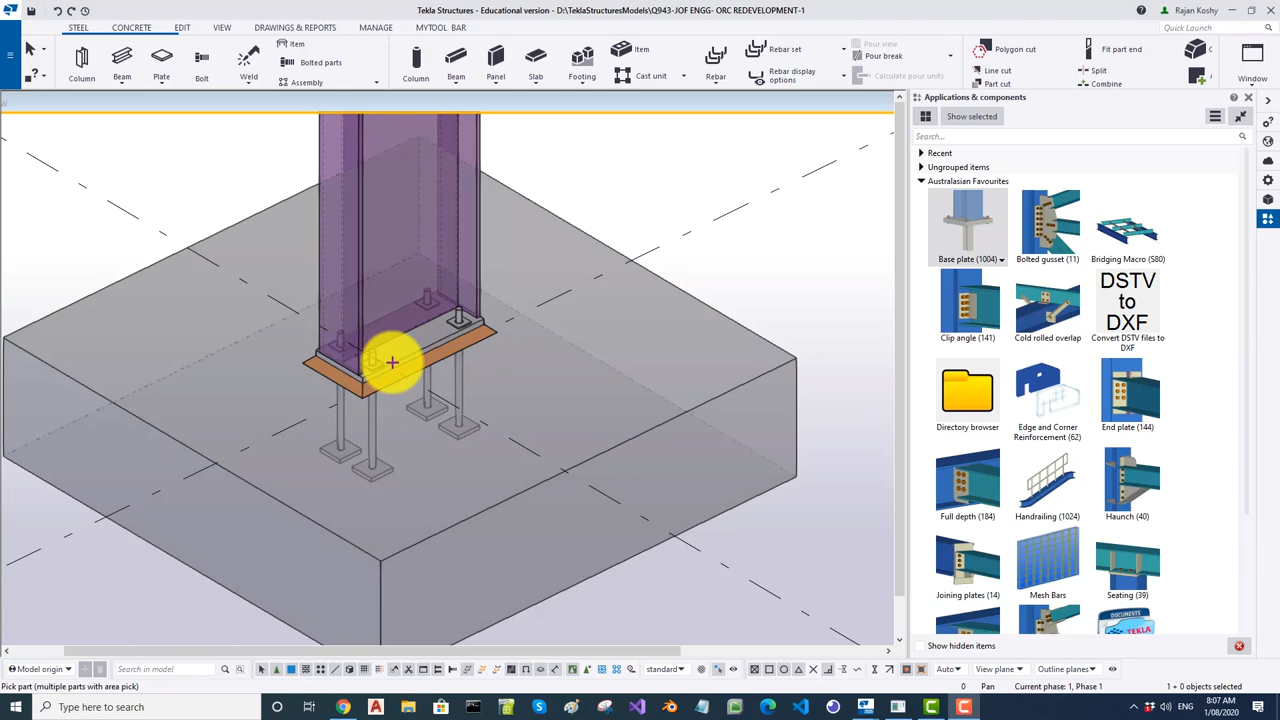 Tekla Structures - Educational version - D:\TeklaStructuresModels\Q943-JOF ENGG- ORC REDEVELOPMENT-1
Rajan Koshy
STEEL CONCRETE EDIT DRAWINGS & REPORTS MANAGE MYTOOL BAR
Quick Launch
Column Beam Plate Bolt Weld
Item
Bolted parts
Assembly
Column Beam Panel Slab Footing
Item
Cast unit
Rebar
Rebar set
Rebar display options
Pour view
Pour break
Calculate pour units
Polygon cut
Line cut
Part cut
Fit part end
Split
Combine
Window
Applications & components
Show selected
Search...
Recent
Ungrouped items
Australasian Favourites
Base plate (1004) Bolted gusset (11) Bridging Macro (S80)
DSTV
to
DXF
Clip angle (141) Cold rolled overlap Convert DSTV files to
DXF
Directory browser Edge and Corner
Reinforcement (62) End plate (144)
Full depth (184) Handrailing (1024) Haunch (40)
Joining plates (14) Mesh Bars Seating (39)
DOCUMENTS
TEKLA
Show hidden items
Model origin Search in model standard Auto View plane Outline planes
Pick part (multiple parts with area pick) 0 Pan Current phase: 1, Phase 1 1 + 0 objects selected
Type here to search
ENG
8:07 AM
1/08/2020